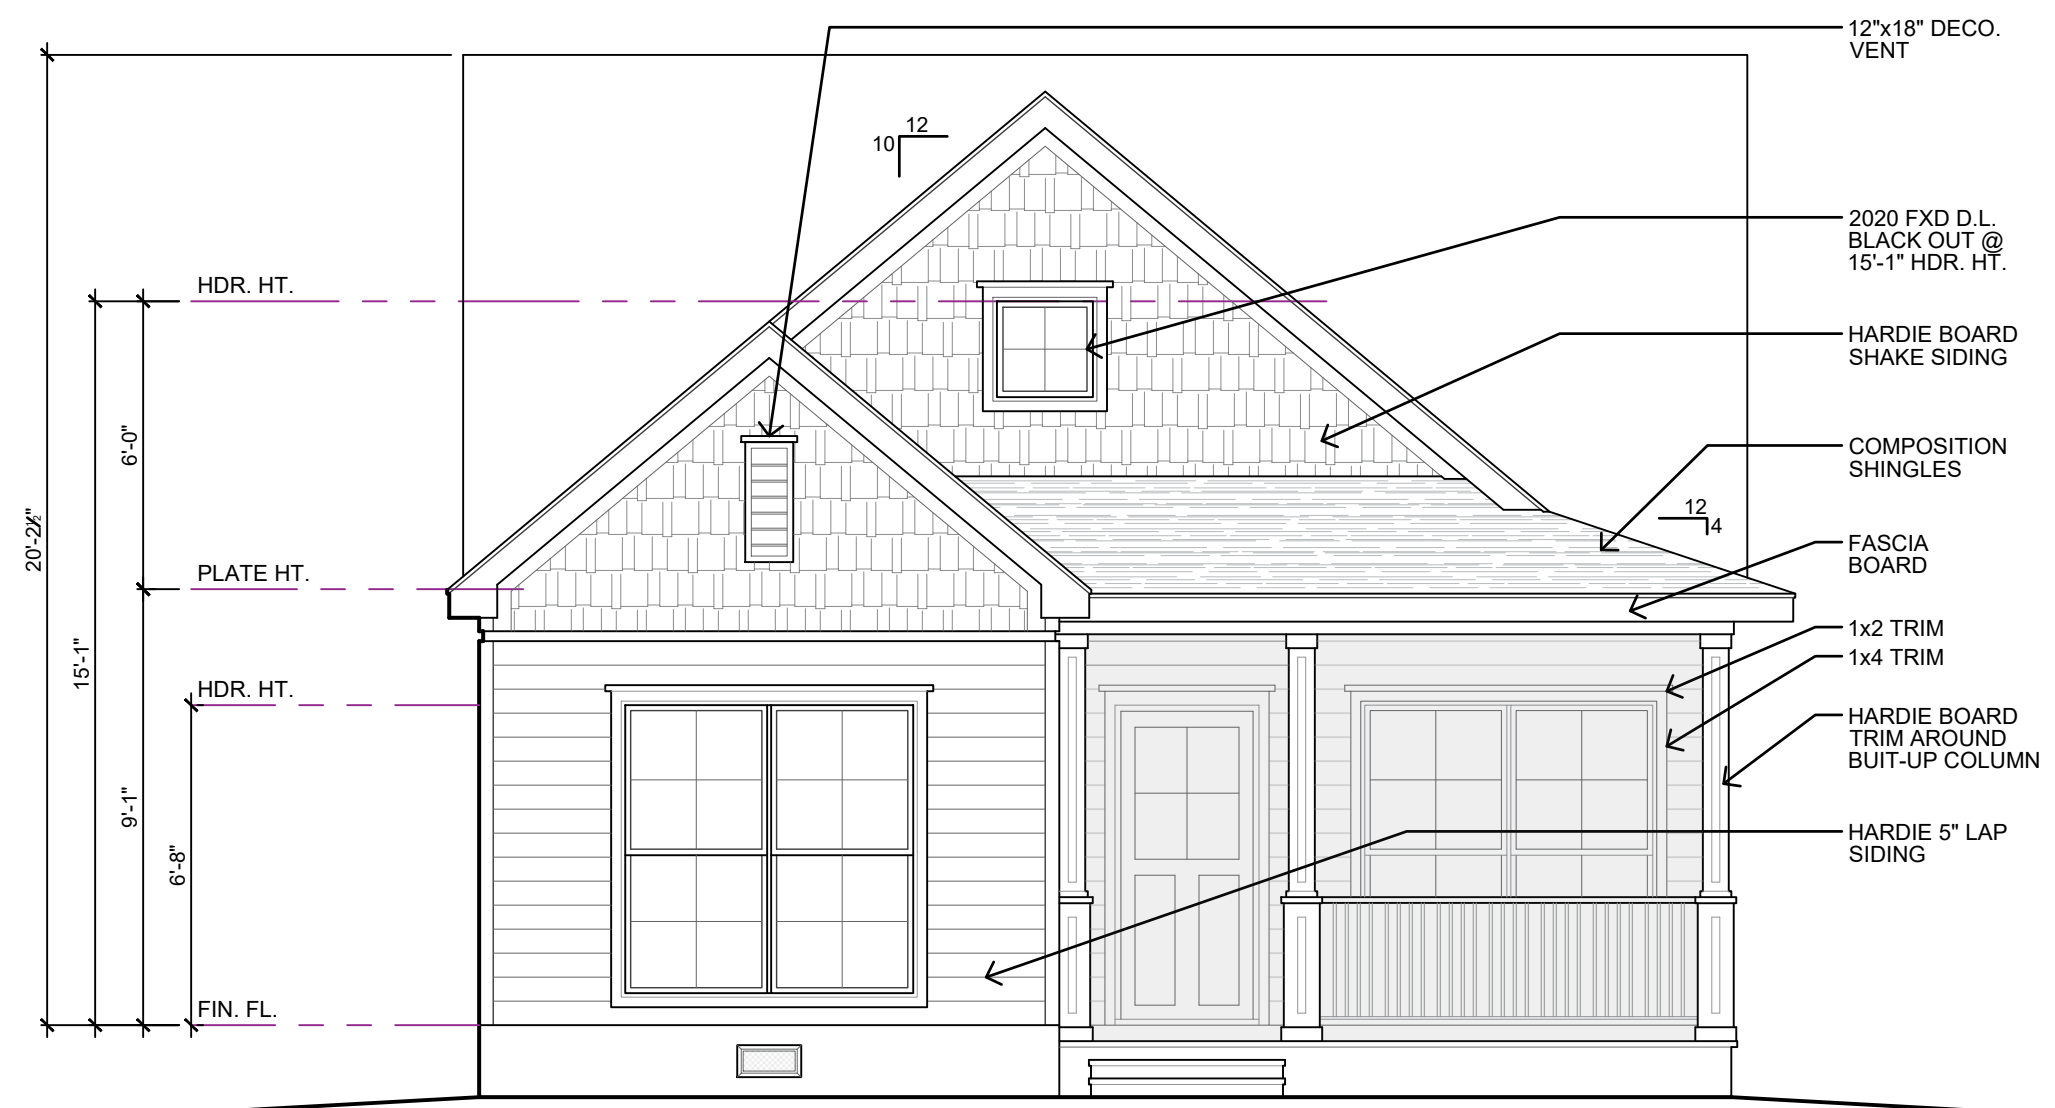 12"x18" DECO.
VENT
12
10
2020 FXD D.L.
BLACK OUT @
15'-1" HDR. HT.
HDR. HT.
HARDIE BOARD
SHAKE SIDING
6'-0"
COMPOSITION
SHINGLES
12
4
20'-2½"
FASCIA
BOARD
PLATE HT.
1x2 TRIM
1x4 TRIM
15'-1"
HDR. HT.
HARDIE BOARD
TRIM AROUND
BUIT-UP COLUMN
9'-1"
6'-8"
HARDIE 5" LAP
SIDING
FIN. FL.